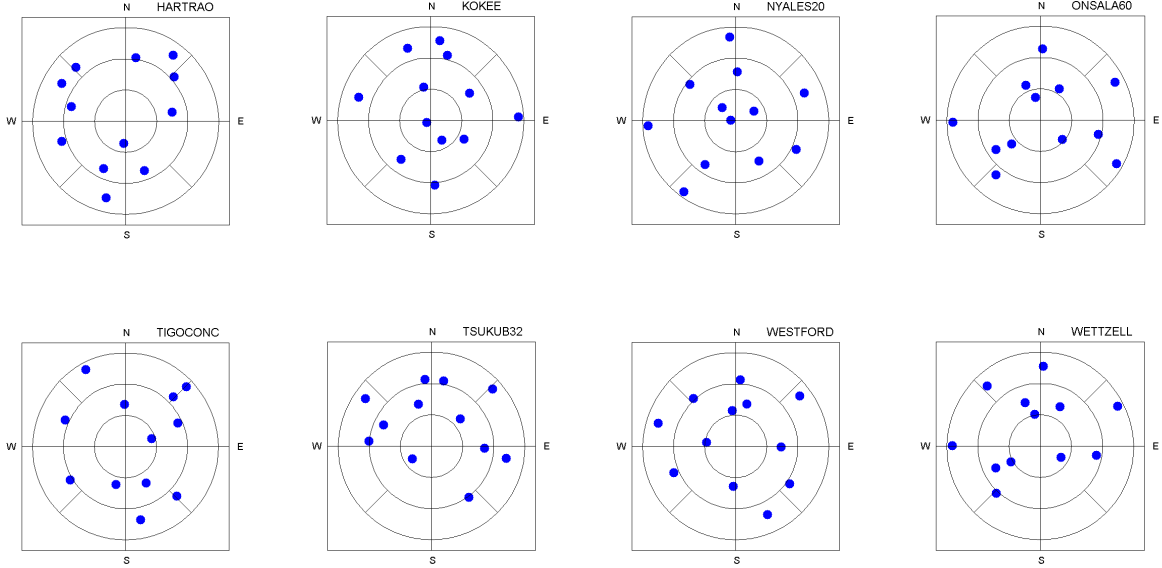 N HARTRAO
W E
S
N KOKEE
W E
S
N NYALES20
W E
S
N ONSALA60
W E
S
N TIGOCONC
W E
S
N TSUKUB32
W E
S
N WESTFORD
W E
S
N WETTZELL
W E
S